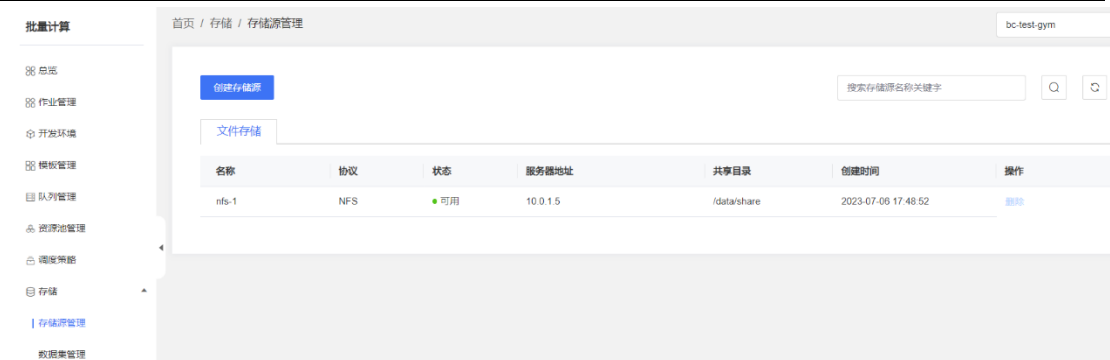 批量计算
首页 / 存储 / 存储源管理
bc-test-gym
总览
作业管理
开发环境
模板管理
队列管理
资源池管理
调度策略
存储
存储源管理
数据集管理
创建存储源
搜索存储源名称关键字
文件存储
名称 协议 状态 服务器地址 共享目录 创建时间 操作
nfs-1 NFS 可用 10.0.1.5 /data/share 2023-07-06 17:48:52 删除